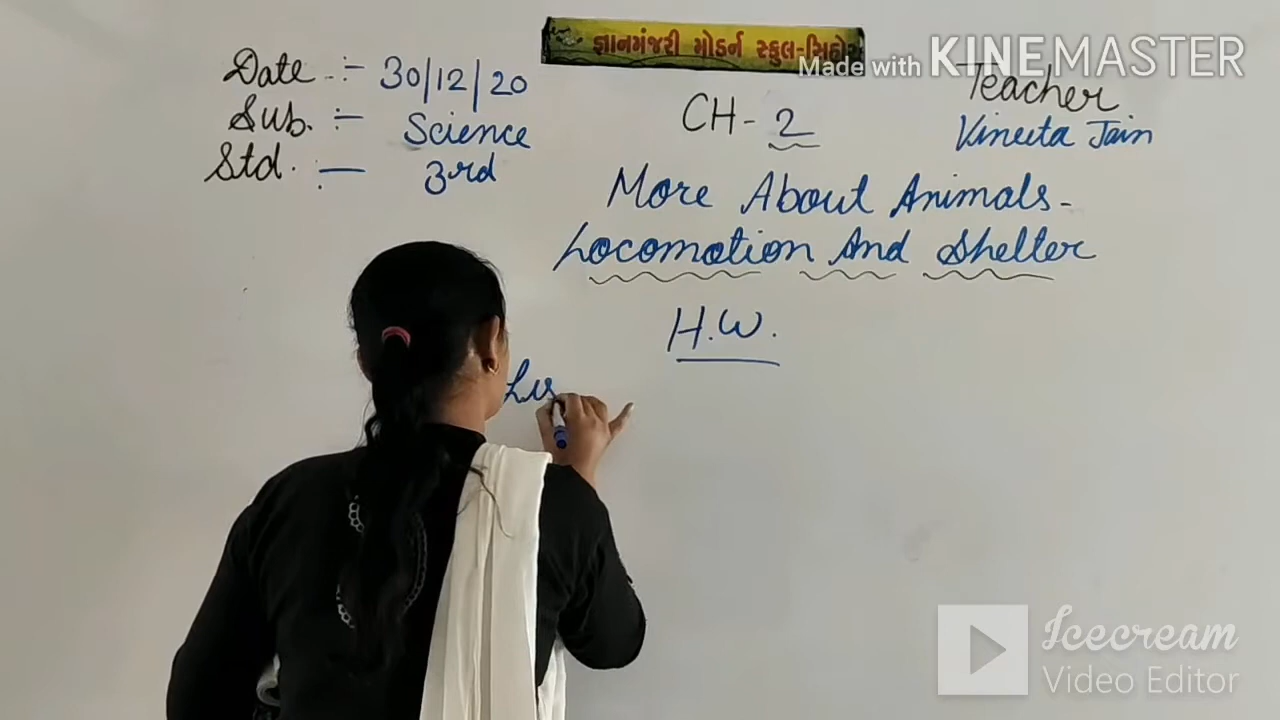 જ્ઞાનમંજરી મોડર્ન સ્કુલ-સિહોર
Made with KINEMASTER
Date :- 30/12/20
Sub. :- Science
Std. :- 3rd
CH-2
Teacher
Vineeta Jain
More About Animals-
Locomotion And Shelter
H.W.
Lis
Icecream
Video Editor